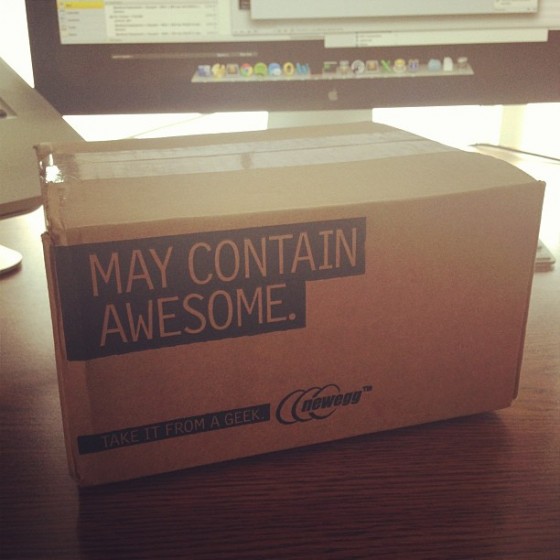 MAY CONTAIN
AWESOME.
TAKE IT FROM A GEEK.
newegg™